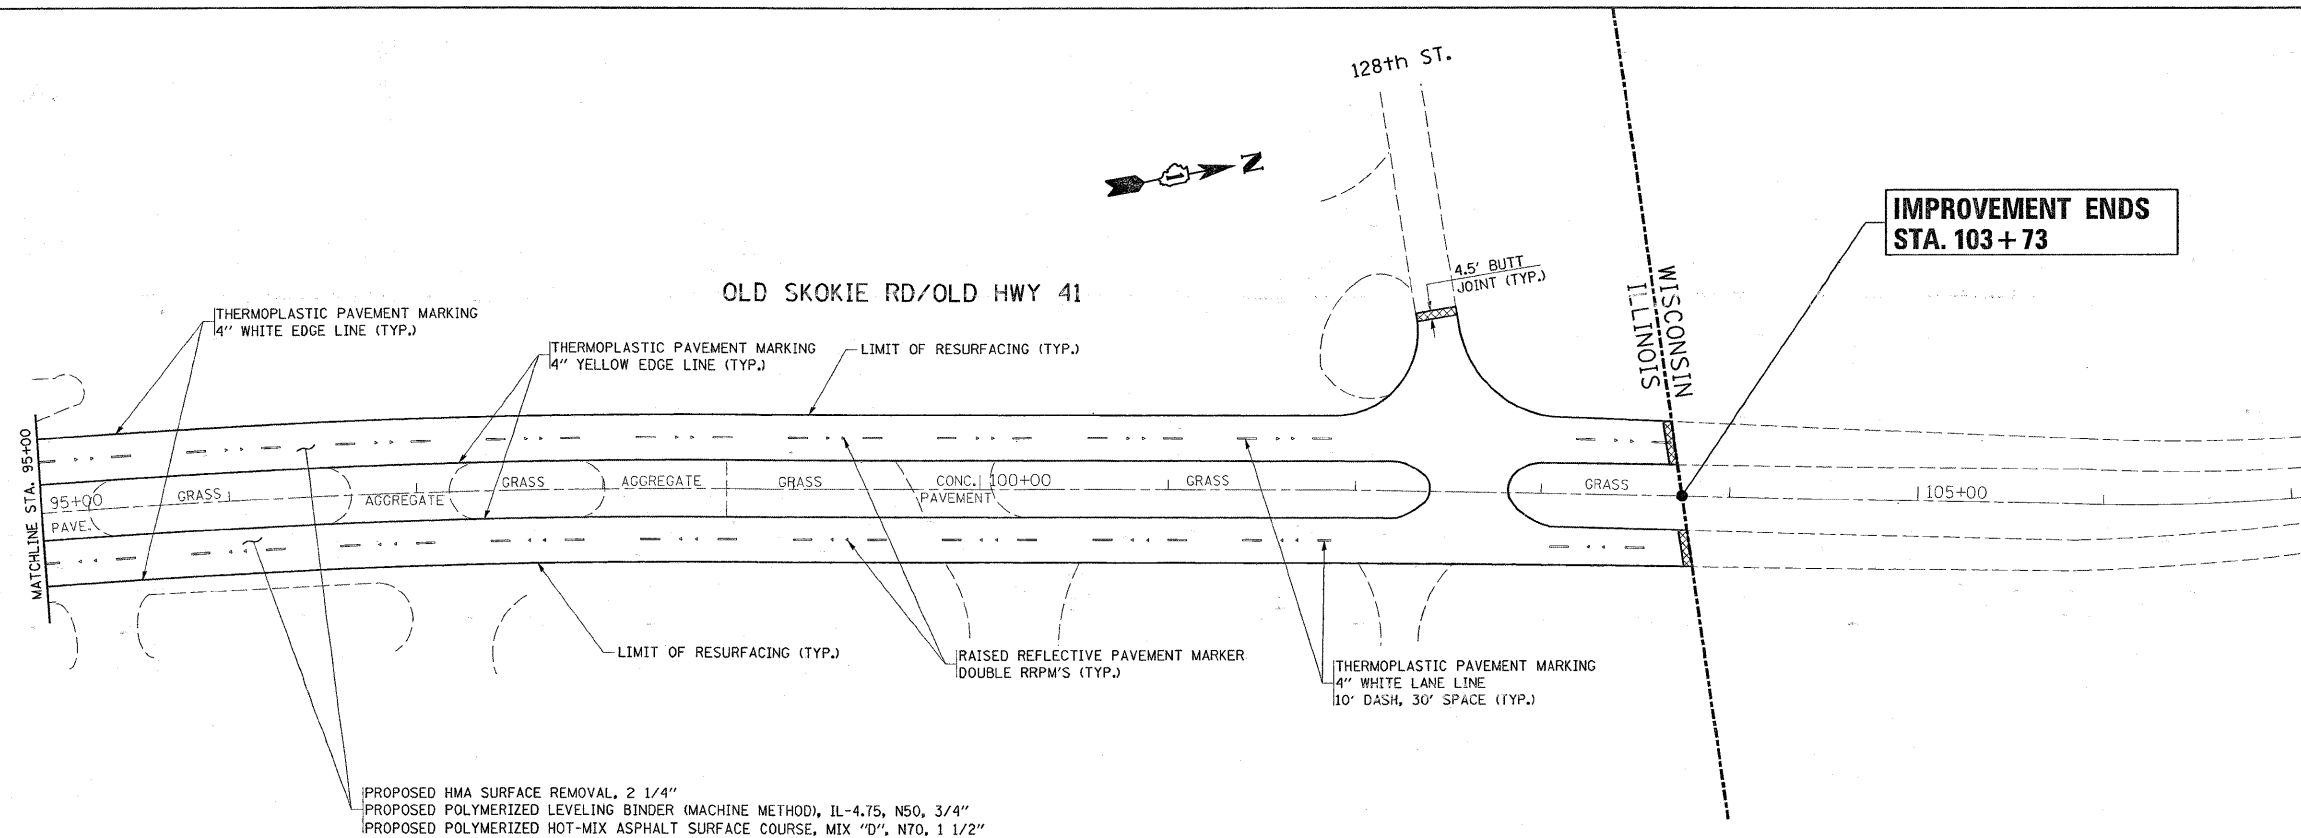 128th ST.
N
IMPROVEMENT ENDS
STA. 103+73
4.5' BUTT
JOINT (TYP.)
WISCONSIN
ILLINOIS
OLD SKOKIE RD/OLD HWY 41
THERMOPLASTIC PAVEMENT MARKING
4" WHITE EDGE LINE (TYP.)
THERMOPLASTIC PAVEMENT MARKING
4" YELLOW EDGE LINE (TYP.)
LIMIT OF RESURFACING (TYP.)
MATCHLINE STA. 95+00
95+00
PAVE.
GRASS
AGGREGATE
GRASS
AGGREGATE
GRASS
CONC.
PAVEMENT
100+00
GRASS
GRASS
105+00
LIMIT OF RESURFACING (TYP.)
RAISED REFLECTIVE PAVEMENT MARKER
DOUBLE RRPM'S (TYP.)
THERMOPLASTIC PAVEMENT MARKING
4" WHITE LANE LINE
10' DASH, 30' SPACE (TYP.)
PROPOSED HMA SURFACE REMOVAL, 2 1/4"
PROPOSED POLYMERIZED LEVELING BINDER (MACHINE METHOD), IL-4.75, N50, 3/4"
PROPOSED POLYMERIZED HOT-MIX ASPHALT SURFACE COURSE, MIX "D", N70, 1 1/2"